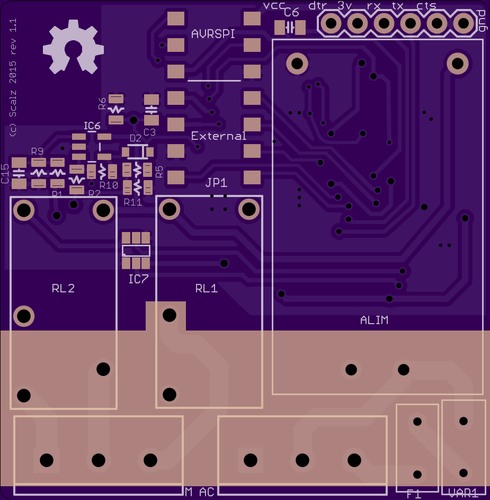 vcc dtr 3v rx tx cts
gnd
C6
AVRSPI
(c) Scalz 2015 rev 1.1
R6
C3
IC6
External
D2
R9
C15
R5
R10
R1
R2
R11
JP1
IC7
RL2
RL1
ALIM
M AC
F1
VAR1